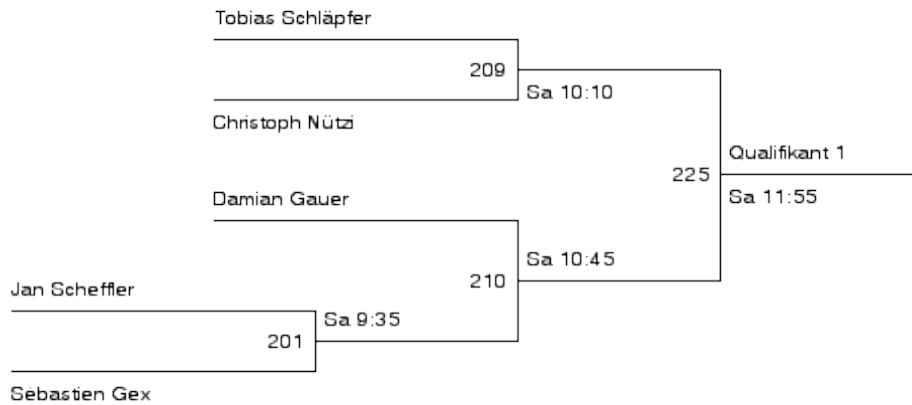 Tobias Schläpfer
209
Sa 10:10
Christoph Nützi
Qualifikant 1
225
Sa 11:55
Damian Gauer
Sa 10:45
210
Jan Scheffler
Sa 9:35
201
Sébastien Gex